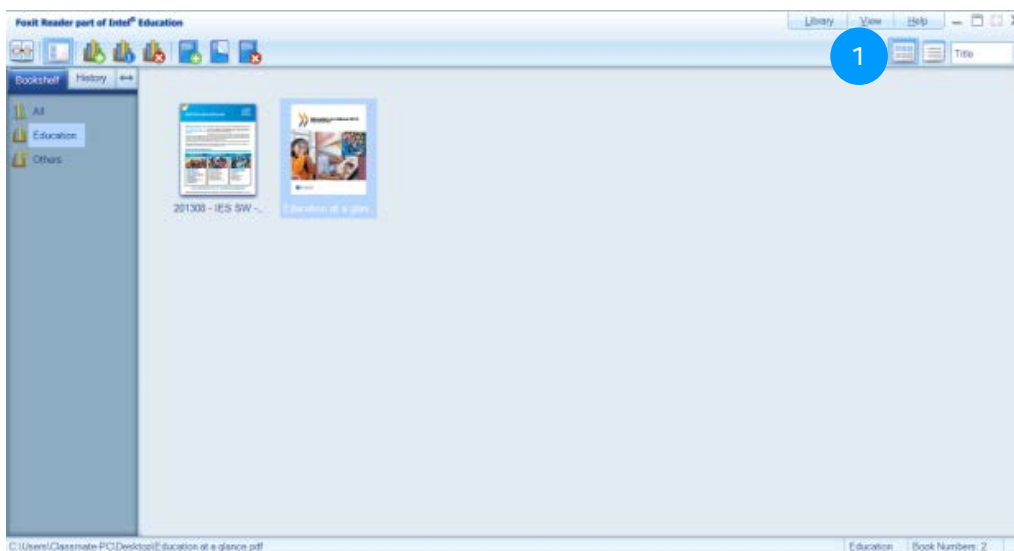 Foxit Reader part of Intel® Education
Library View Help
1
Title
Bookshelf History
All
Education
Others
201308 - IES SW -...
Education at a glan...
C:\Users\Classmate-PC\Desktop\Education at a glance.pdf
Education Book Numbers: 2